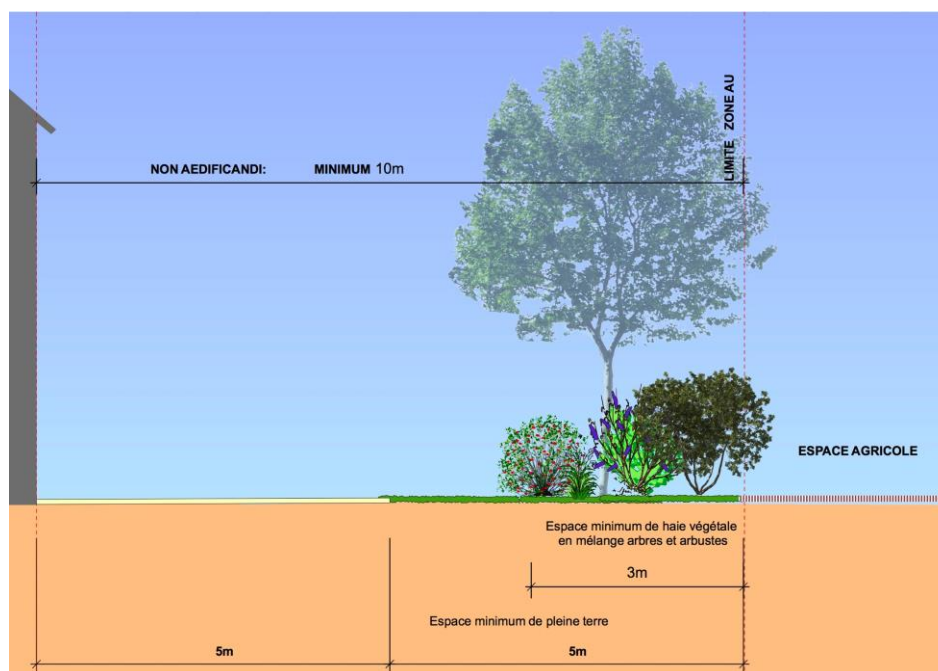 LIMITE ZONE AU
NON AEDIFICANDI: MINIMUM 10m
ESPACE AGRICOLE
Espace minimum de haie végétale
en mélange arbres et arbustes
3m
Espace minimum de pleine terre
5m 5m